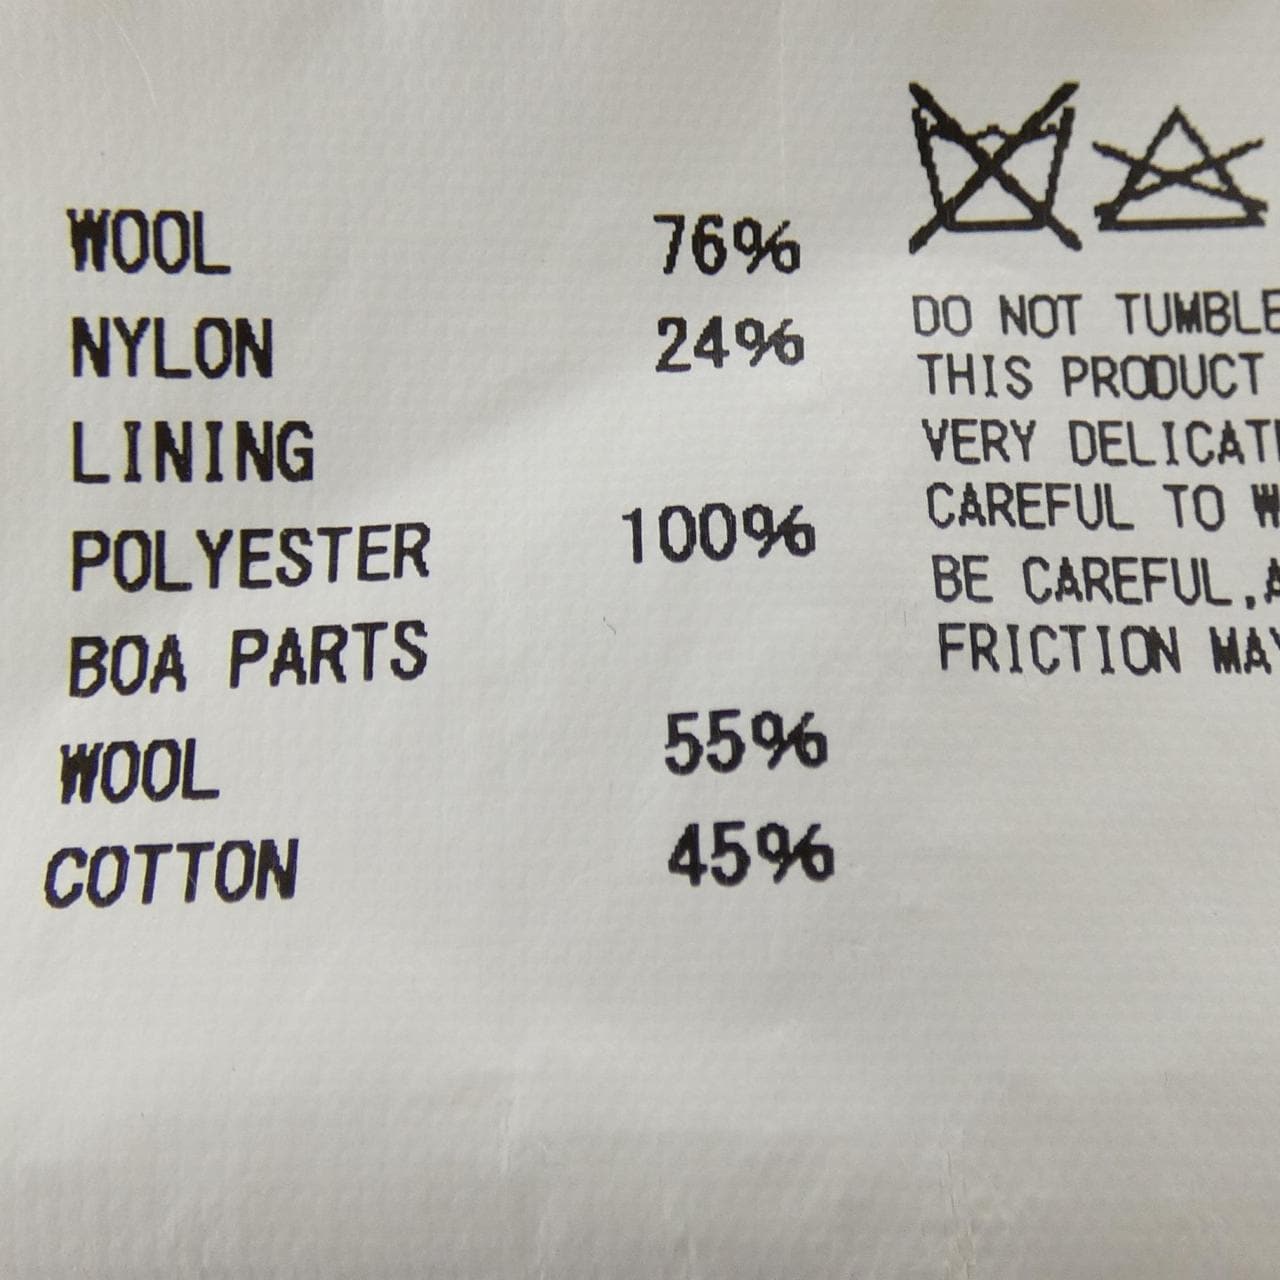 WOOL 76%
NYLON 24%
LINING
POLYESTER 100%
BOA PARTS
WOOL 55%
COTTON 45%
DO NOT TUMBLE
THIS PRODUCT
VERY DELICAT
CAREFUL TO
BE CAREFUL,
FRICTION MAY